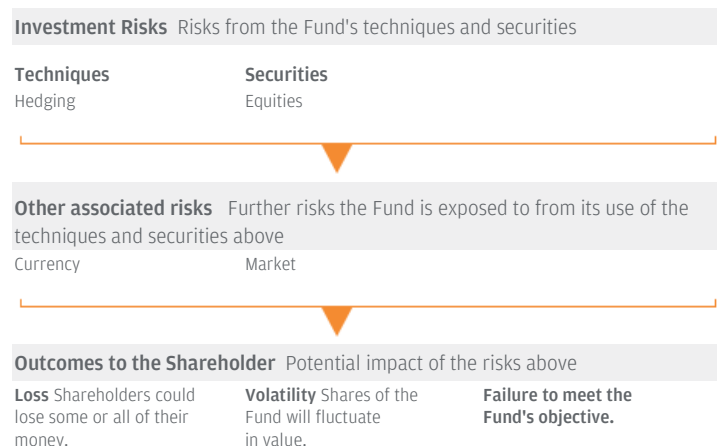 Investment Risks Risks from the Fund's techniques and securities
Techniques Securities
Hedging Equities
Other associated risks Further risks the Fund is exposed to from its use of the
techniques and securities above
Currency Market
Outcomes to the Shareholder Potential impact of the risks above
Loss Shareholders could
lose some or all of their
money.
Volatility Shares of the
Fund will fluctuate
in value.
Failure to meet the
Fund's objective.